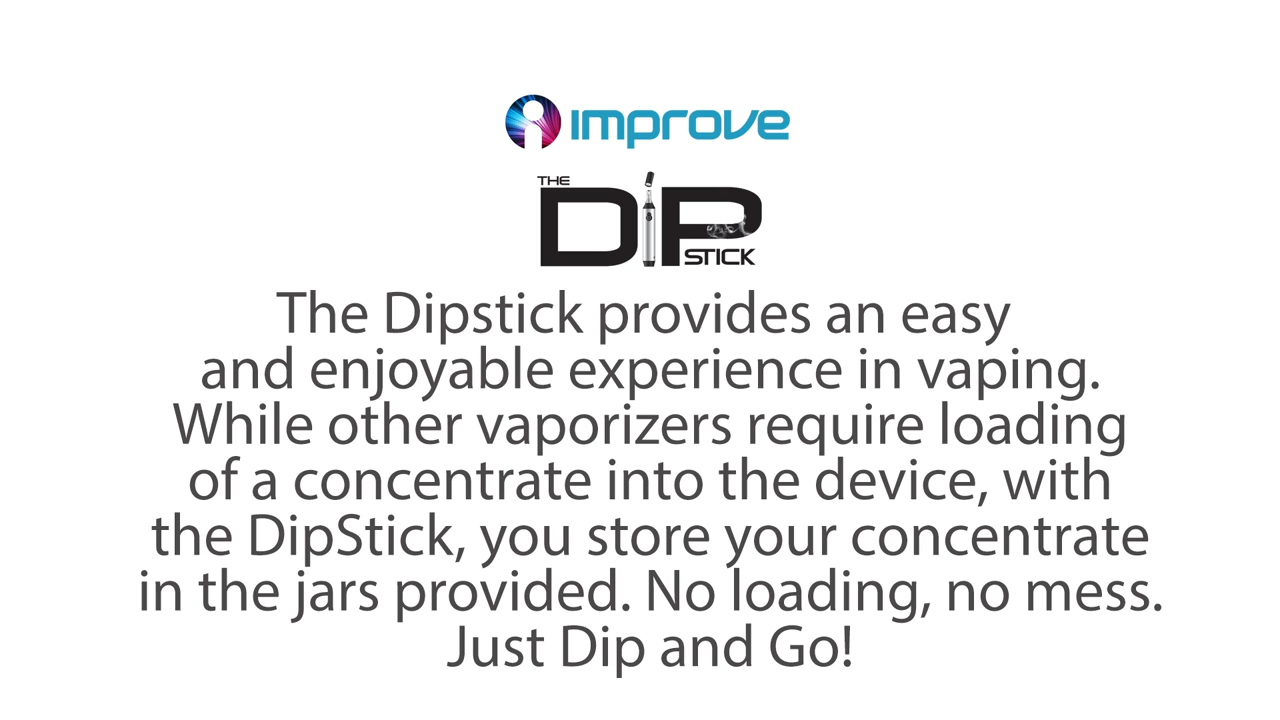 improve
THE
DiP
STICK
The Dipstick provides an easy
and enjoyable experience in vaping.
While other vaporizers require loading
of a concentrate into the device, with
the DipStick, you store your concentrate
in the jars provided. No loading, no mess.
Just Dip and Go!